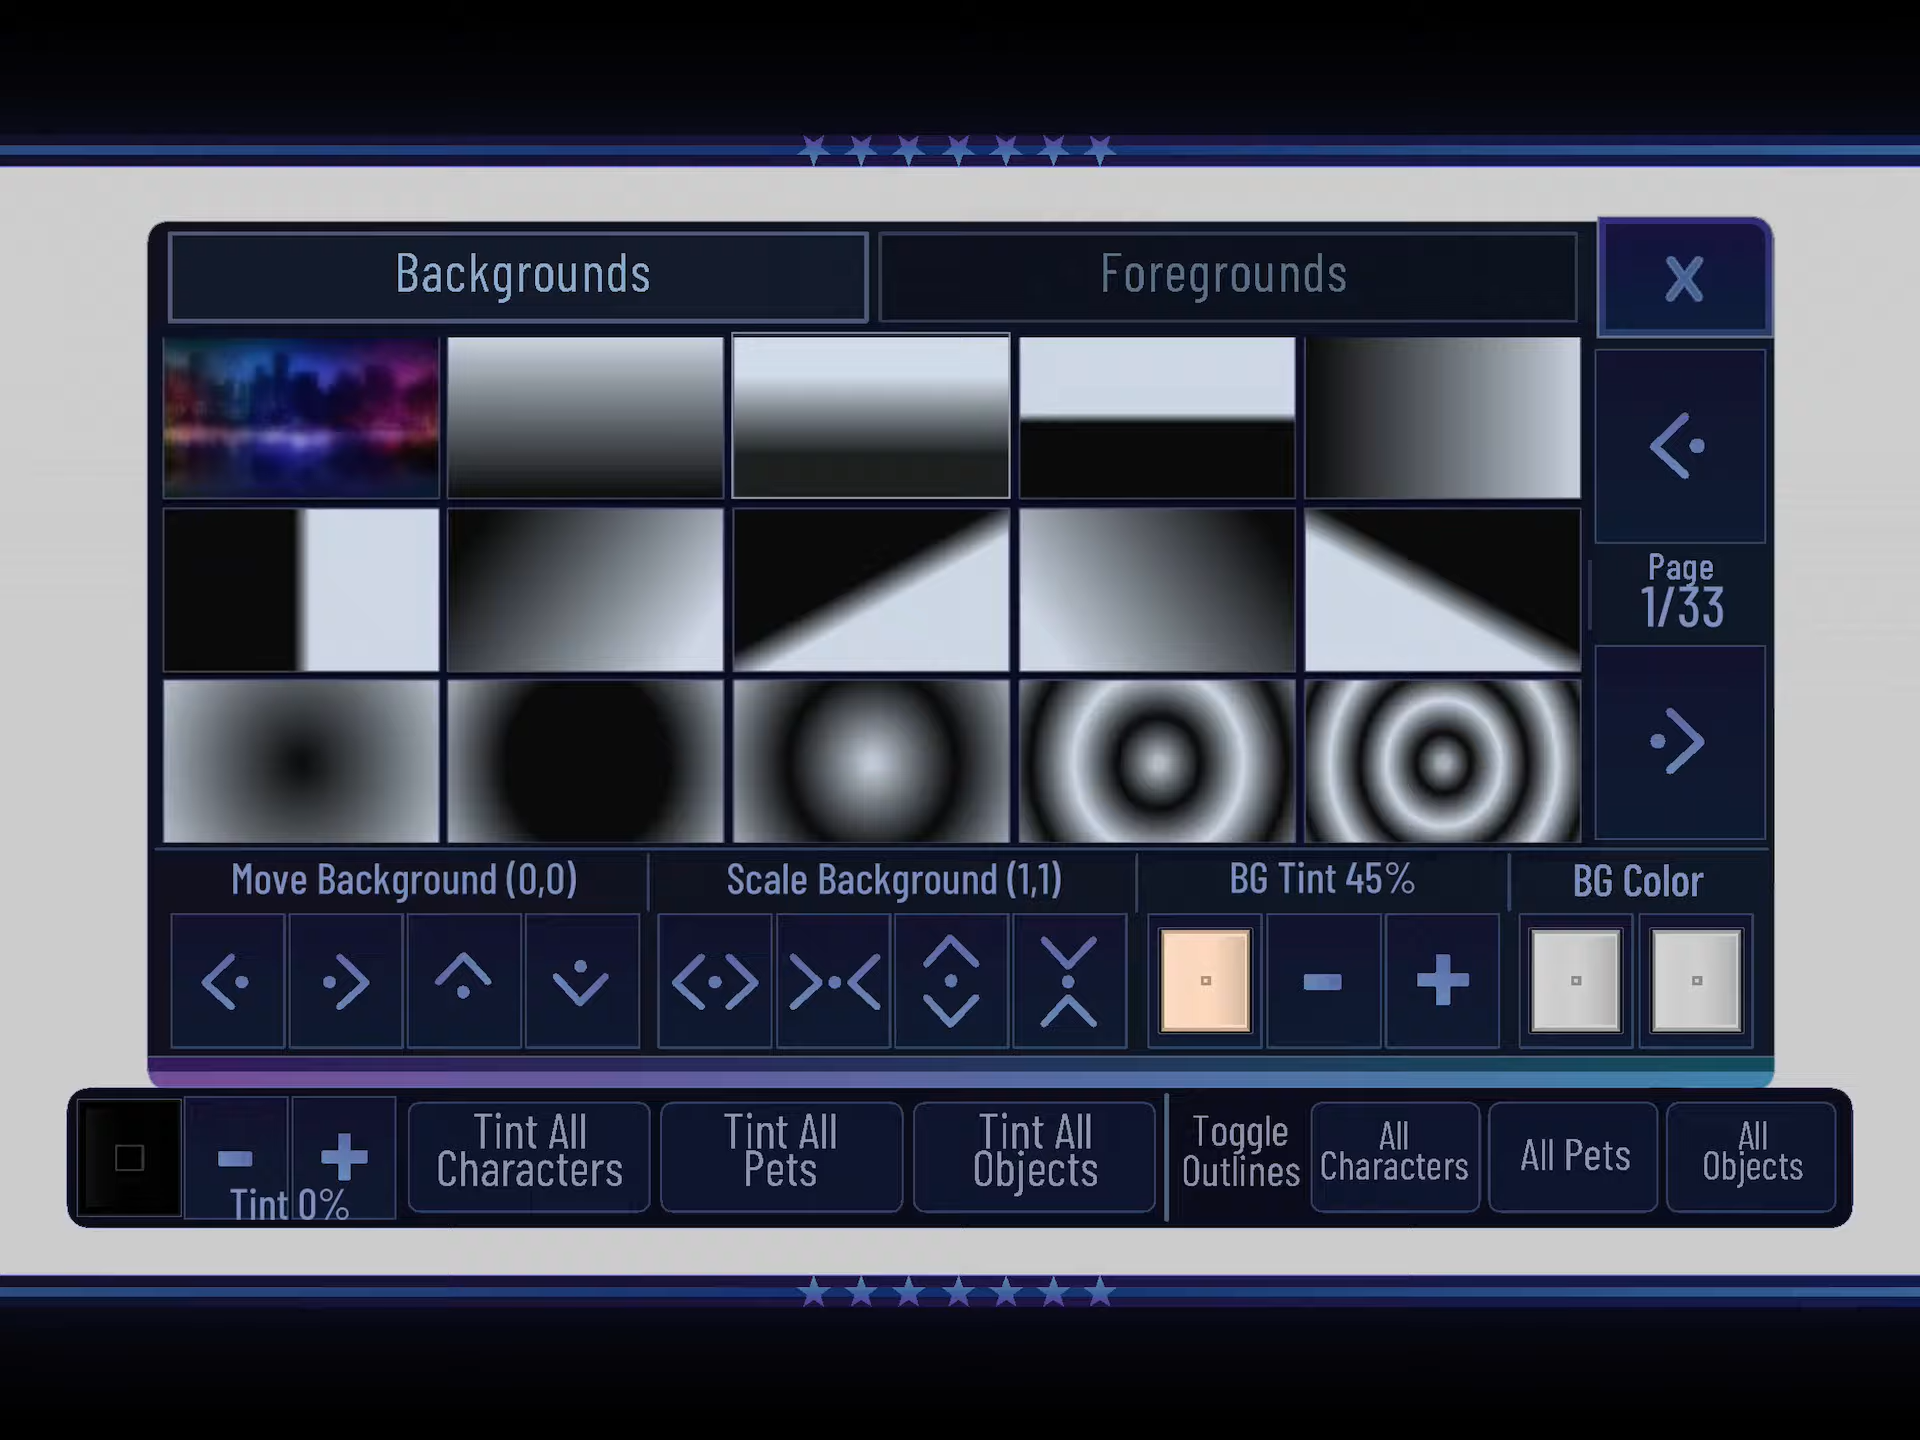 Backgrounds
Foregrounds
X
Page
1/33
Move Background (0,0)
Scale Background (1,1)
BG Tint 45%
BG Color
Tint 0%
Tint All
Characters
Tint All
Pets
Tint All
Objects
Toggle
Outlines
All
Characters
All Pets
All
Objects